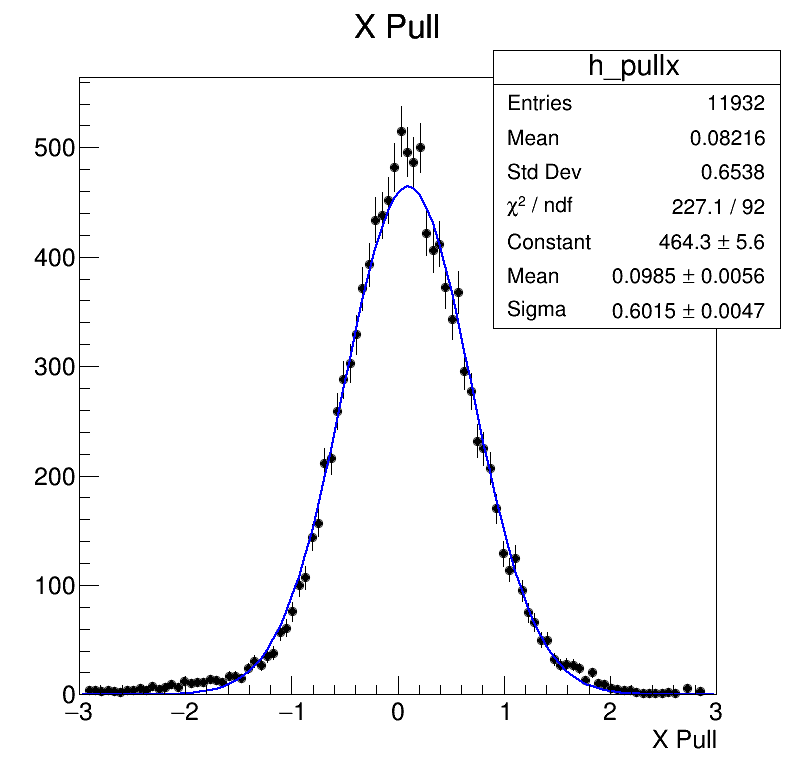 X Pull
h_pullx
Entries 11932
Mean 0.08216
Std Dev 0.6538
χ² / ndf 227.1 / 92
Constant 464.3 ± 5.6
Mean 0.0985 ± 0.0056
Sigma 0.6015 ± 0.0047
500
400
300
200
100
0
−3 −2 −1 0 1 2 3
X Pull